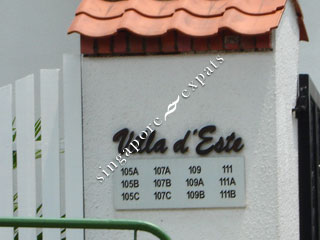 Villa d'Este
105A 107A 109 111
105B 107B 109A 111A
105C 107C 109B 111B
singapore expats